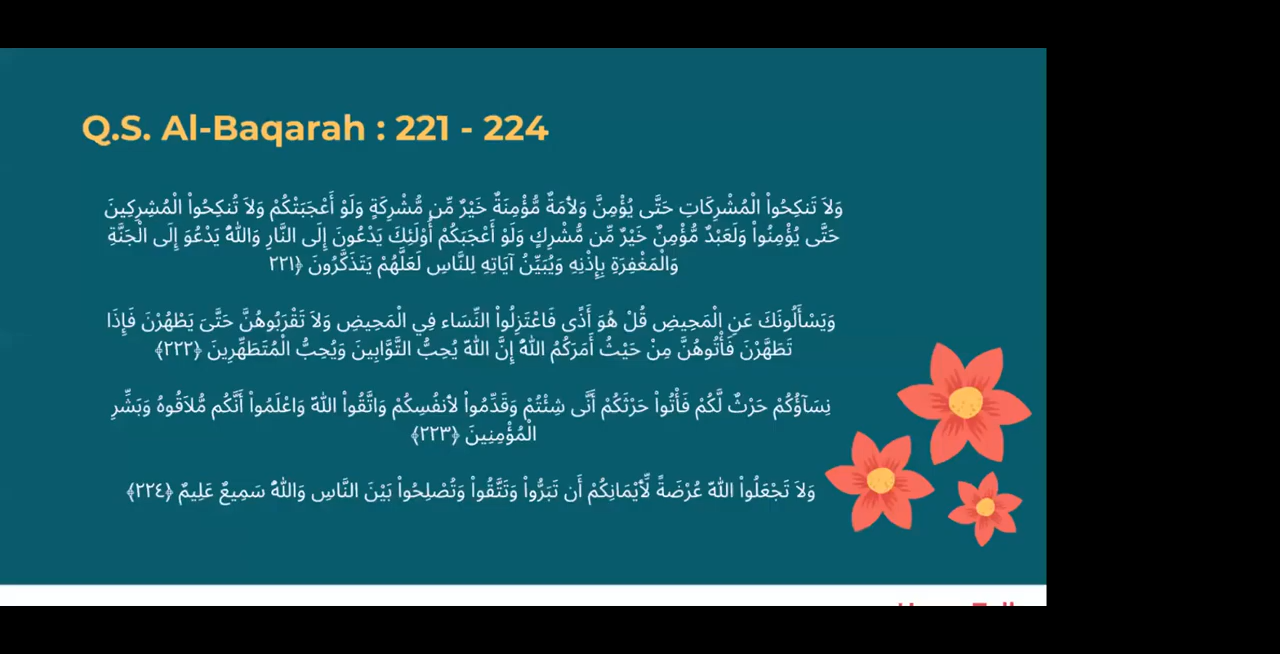 Q.S. Al-Baqarah : 221 - 224
وَلاَ تَنكِحُواْ الْمُشْرِكَاتِ حَتَّى يُؤْمِنَّ وَلأَمَةٌ مُّؤْمِنَةٌ خَيْرٌ مِّن مُّشْرِكَةٍ وَلَوْ أَعْجَبَتْكُمْ وَلاَ تُنكِحُواْ الْمُشِرِكِينَ
حَتَّى يُؤْمِنُواْ وَلَعَبْدٌ مُّؤْمِنٌ خَيْرٌ مِّن مُّشْرِكٍ وَلَوْ أَعْجَبَكُمْ أُوْلَئِكَ يَدْعُونَ إِلَى النَّارِ وَاللّهُ يَدْعُوَ إِلَى الْجَنَّةِ
وَالْمَغْفِرَةِ بِإِذْنِهِ وَيُبَيِّنُ آيَاتِهِ لِلنَّاسِ لَعَلَّهُمْ يَتَذَكَّرُونَ ﴿٢٢١
وَيَسْأَلُونَكَ عَنِ الْمَحِيضِ قُلْ هُوَ أَذًى فَاعْتَزِلُواْ النِّسَاء فِي الْمَحِيضِ وَلاَ تَقْرَبُوهُنَّ حَتَّىَ يَطْهُرْنَ فَإِذَا
تَطَهَّرْنَ فَأْتُوهُنَّ مِنْ حَيْثُ أَمَرَكُمُ اللّهُ إِنَّ اللّهَ يُحِبُّ التَّوَّابِينَ وَيُحِبُّ الْمُتَطَهِّرِينَ ﴿٢٢٢﴾
نِسَآؤُكُمْ حَرْثٌ لَّكُمْ فَأْتُواْ حَرْثَكُمْ أَنَّى شِئْتُمْ وَقَدِّمُواْ لأَنفُسِكُمْ وَاتَّقُواْ اللّهَ وَاعْلَمُواْ أَنَّكُم مُّلاَقُوهُ وَبَشِّرِ
الْمُؤْمِنِينَ ﴿٢٢٣﴾
وَلاَ تَجْعَلُواْ اللّهَ عُرْضَةً لِّأَيْمَانِكُمْ أَن تَبَرُّواْ وَتَتَّقُواْ وَتُصْلِحُواْ بَيْنَ النَّاسِ وَاللّهُ سَمِيعٌ عَلِيمٌ ﴿٢٢٤﴾